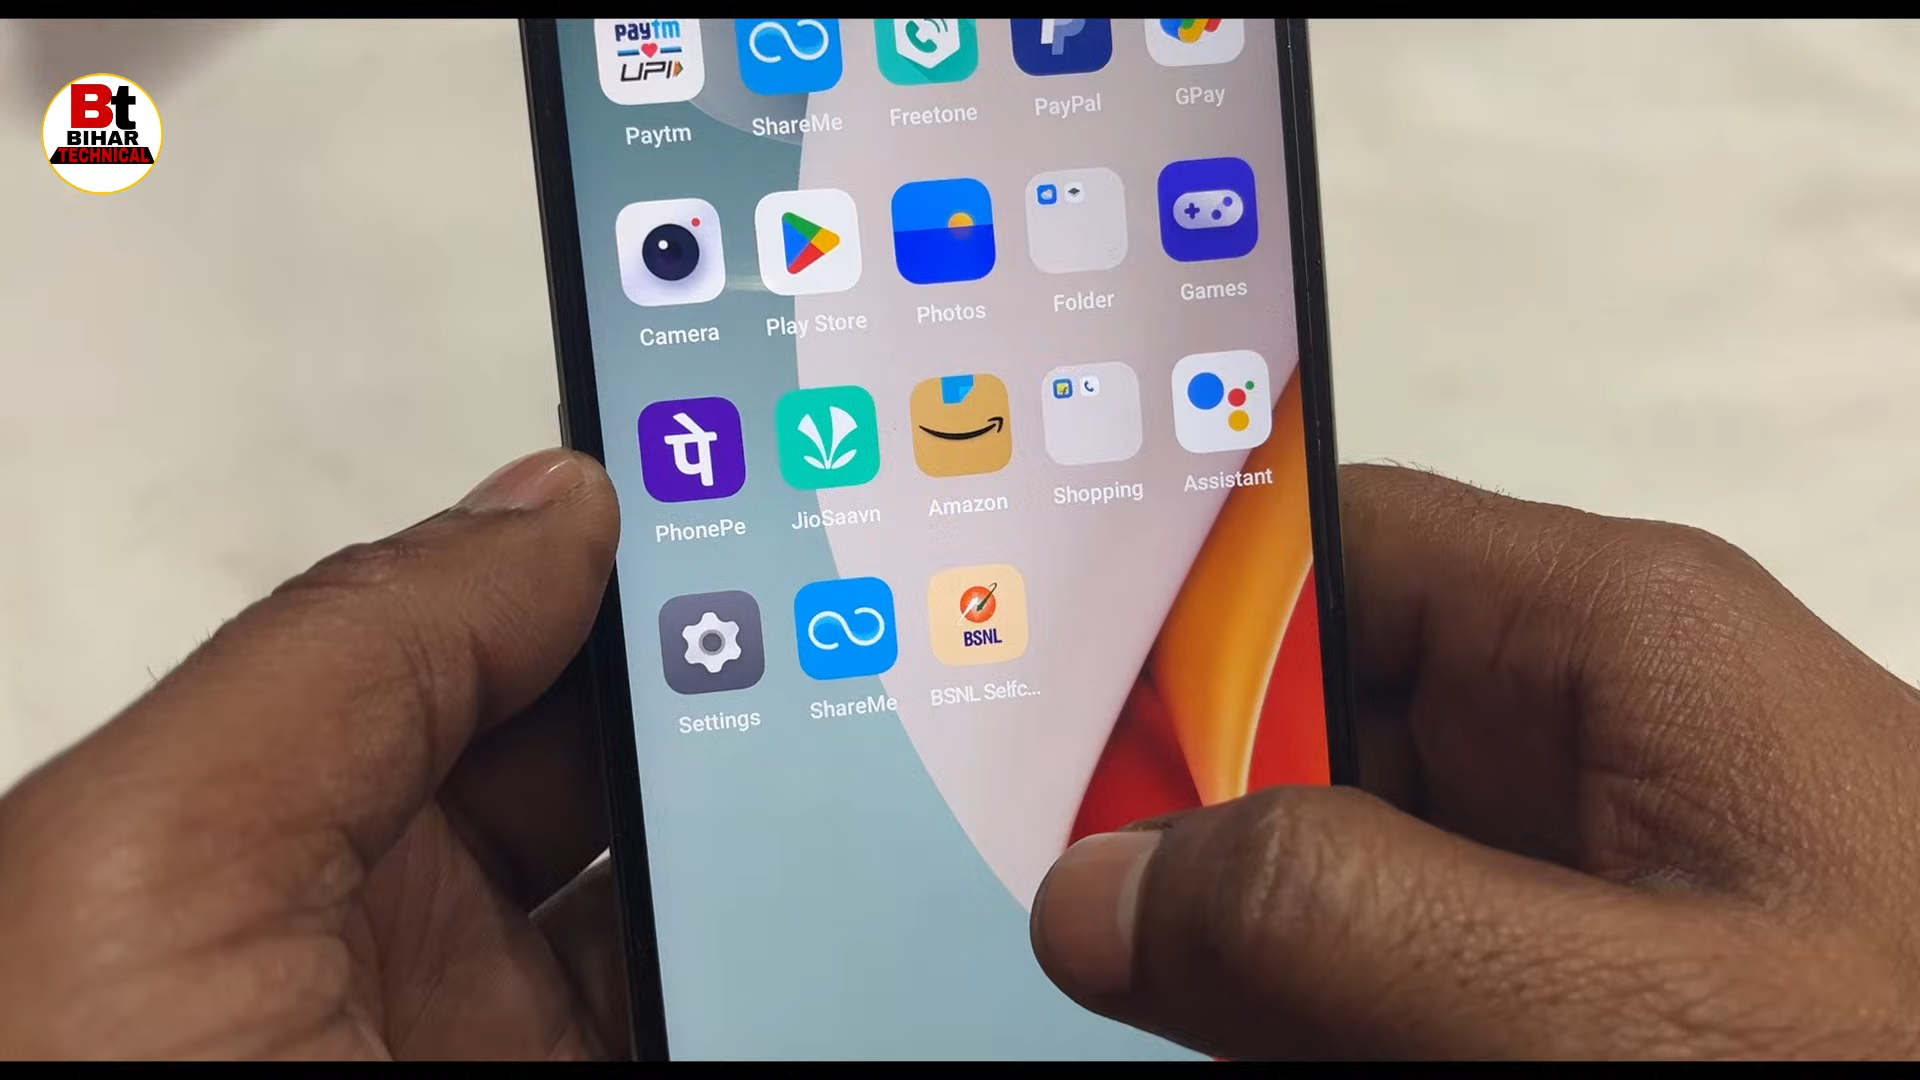 Bt
BIHAR
TECHNICAL
paytm
UPI
Paytm
ShareMe
Freetone
PayPal
GPay
Camera
Play Store
Photos
Folder
Games
पे
PhonePe
JioSaavn
Amazon
Shopping
Assistant
BSNL
Settings
ShareMe
BSNL Selfc...